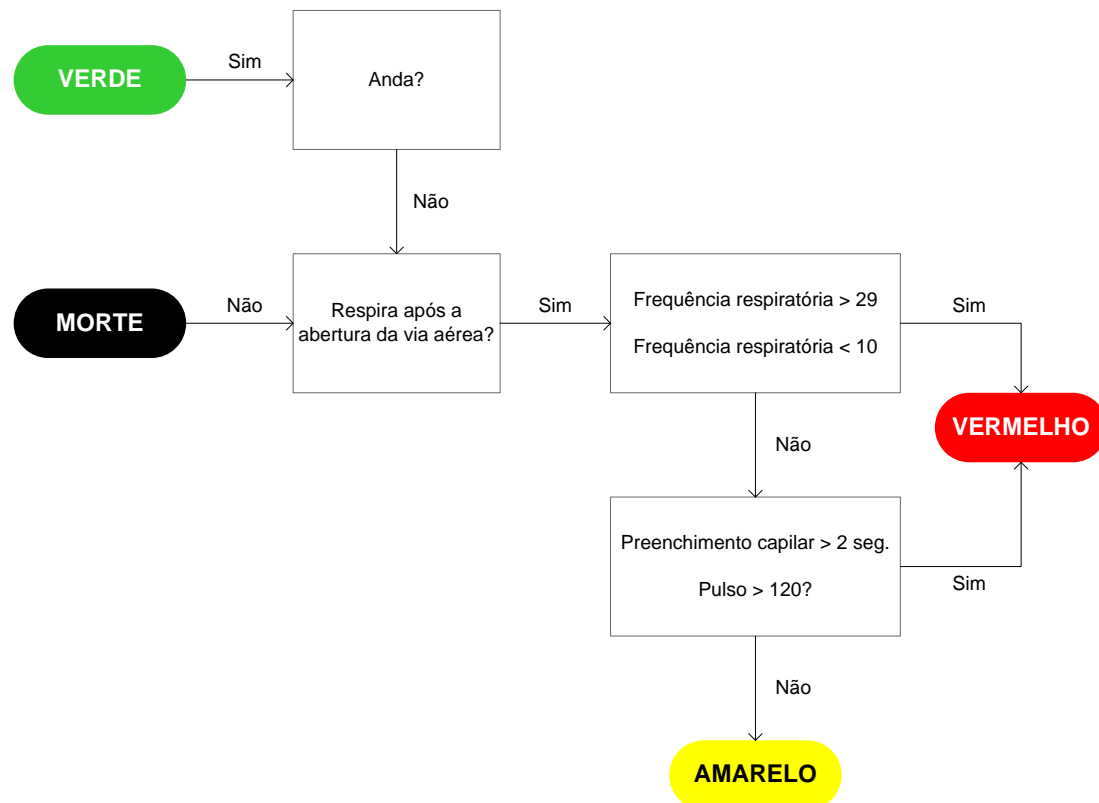 VERDE
Sim
Anda?
Não
MORTE
Não
Respira após a
abertura da via aérea?
Sim
Frequência respiratória > 29
Frequência respiratória < 10
Sim
VERMELHO
Não
Preenchimento capilar > 2 seg.
Pulso > 120?
Sim
Não
AMARELO